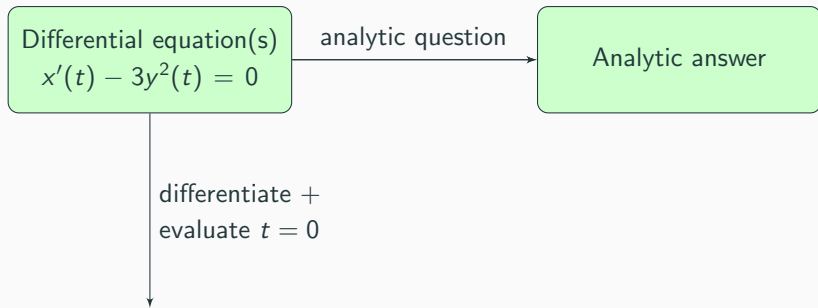 Differential equation(s)
x′(t) − 3y²(t) = 0
analytic question
Analytic answer
differentiate +
evaluate t = 0